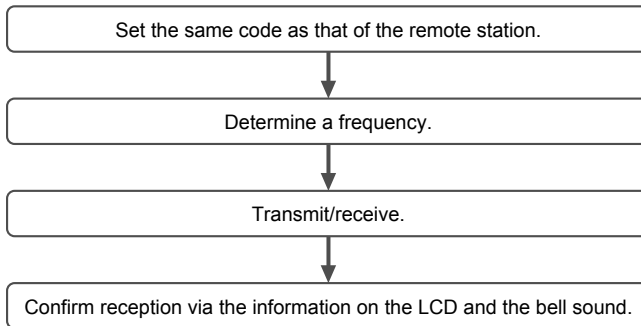 Set the same code as that of the remote station.
Determine a frequency.
Transmit/receive.
Confirm reception via the information on the LCD and the bell sound.